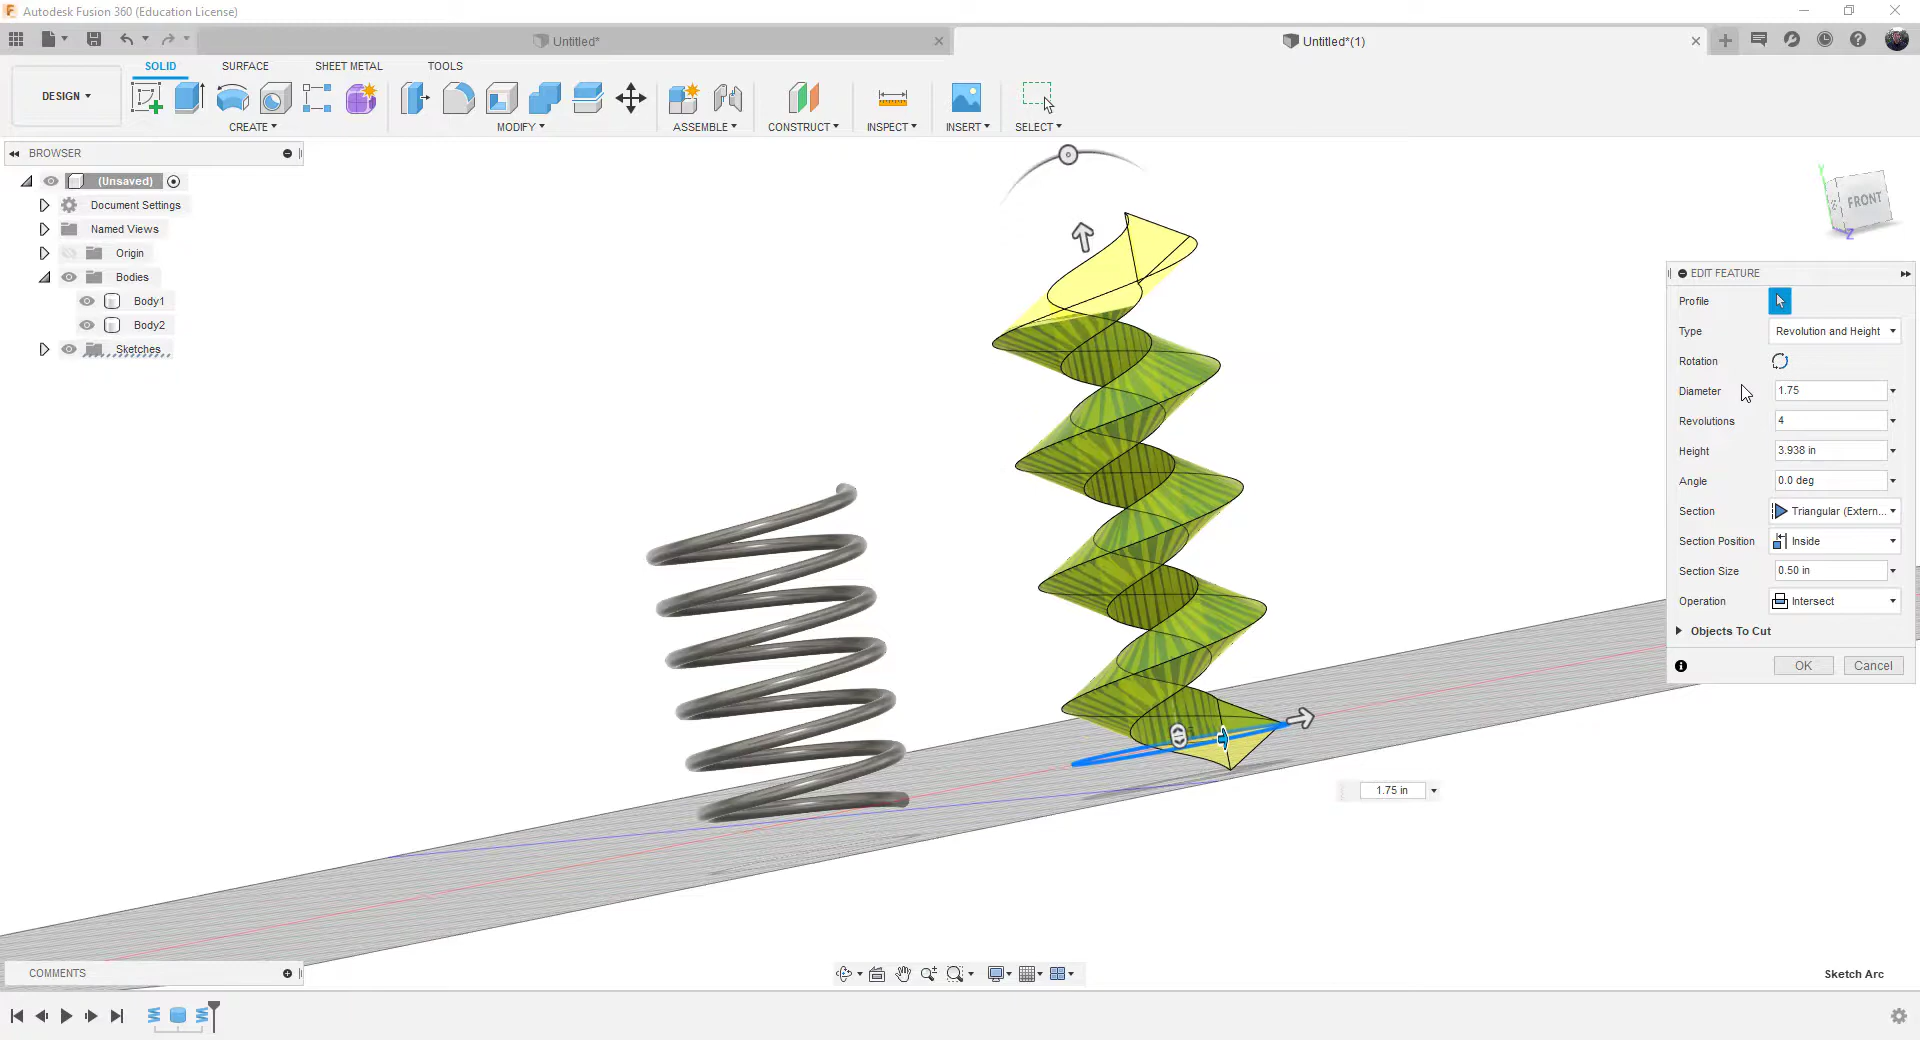 Autodesk Fusion 360 (Education License)
Untitled*
Untitled*(1)
SOLID SURFACE SHEET METAL TOOLS
DESIGN
CREATE MODIFY ASSEMBLE CONSTRUCT INSPECT INSERT SELECT
BROWSER
(Unsaved)
Document Settings
Named Views
Origin
Bodies
Body1
Body2
Sketches
FRONT
Y
Z
EDIT FEATURE
Profile
Type Revolution and Height
Rotation
Diameter 1.75
Revolutions 4
Height 3.938 in
Angle 0.0 deg
Section Triangular (Extern...
Section Position Inside
Section Size 0.50 in
Operation Intersect
Objects To Cut
OK Cancel
1.75 in
COMMENTS
Sketch Arc